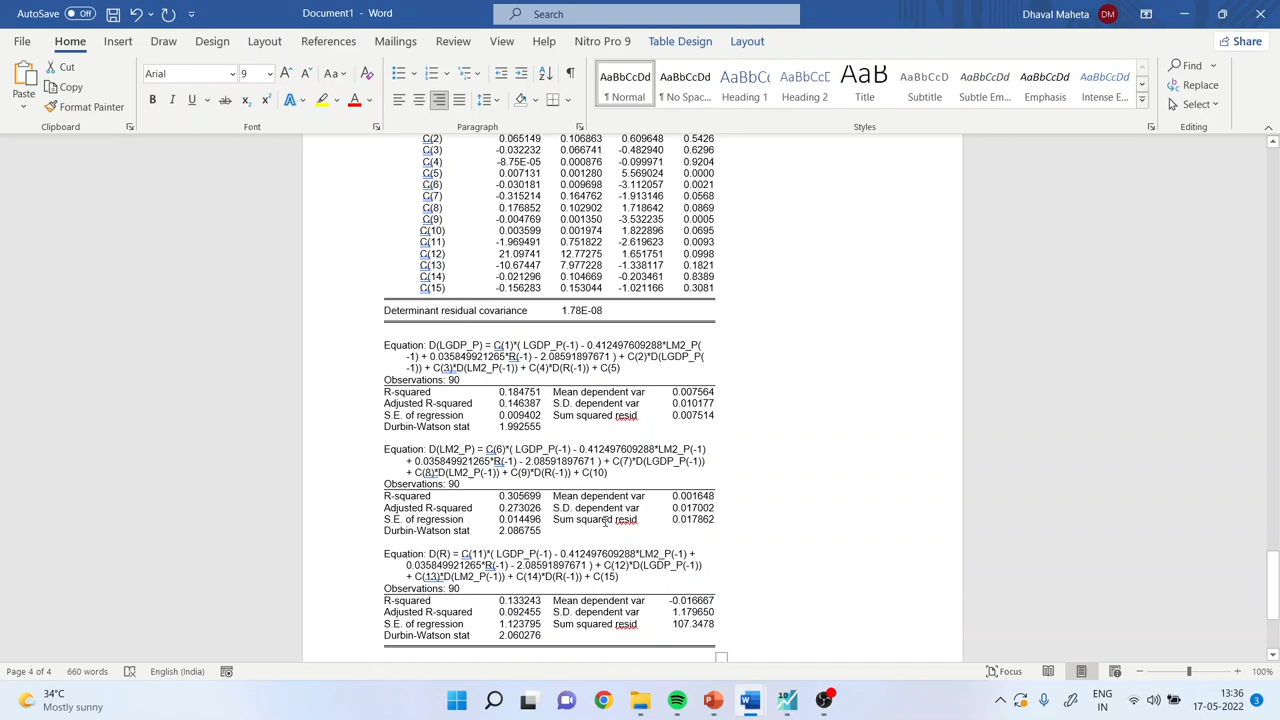 AutoSave Off Document1 - Word Search Dhaval Maheta DM
File Home Insert Draw Design Layout References Mailings Review View Help Nitro Pro 9 Table Design Layout Share
Paste Cut Copy Format Painter Clipboard
Arial 9 Font
Paragraph
AaBbCcDd AaBbCcDd AaBbCc AaBbCcC AaB AaBbCcD AaBbCcDd AaBbCcDd AaBbCcDd
¶ Normal ¶ No Spac... Heading 1 Heading 2 Title Subtitle Subtle Em... Emphasis Intense E...
Styles
Find Replace Select Editing
C(2) 0.065149 0.106863 0.609648 0.5426
C(3) -0.032232 0.066741 -0.482940 0.6296
C(4) -8.75E-05 0.000876 -0.099971 0.9204
C(5) 0.007131 0.001280 5.569024 0.0000
C(6) -0.030181 0.009698 -3.112057 0.0021
C(7) -0.315214 0.164762 -1.913146 0.0568
C(8) 0.176852 0.102902 1.718642 0.0869
C(9) -0.004769 0.001350 -3.532235 0.0005
C(10) 0.003599 0.001974 1.822896 0.0695
C(11) -1.969491 0.751822 -2.619623 0.0093
C(12) 21.09741 12.77275 1.651751 0.0998
C(13) -10.67447 7.977228 -1.338117 0.1821
C(14) -0.021296 0.104669 -0.203461 0.8389
C(15) -0.156283 0.153044 -1.021166 0.3081
Determinant residual covariance 1.78E-08
Equation: D(LGDP_P) = C(1)*( LGDP_P(-1) - 0.412497609288*LM2_P(
-1) + 0.035849921265*R(-1) - 2.08591897671 ) + C(2)*D(LGDP_P(
-1)) + C(3)*D(LM2_P(-1)) + C(4)*D(R(-1)) + C(5)
Observations: 90
R-squared 0.184751 Mean dependent var 0.007564
Adjusted R-squared 0.146387 S.D. dependent var 0.010177
S.E. of regression 0.009402 Sum squared resid 0.007514
Durbin-Watson stat 1.992555
Equation: D(LM2_P) = C(6)*( LGDP_P(-1) - 0.412497609288*LM2_P(-1)
+ 0.035849921265*R(-1) - 2.08591897671 ) + C(7)*D(LGDP_P(-1))
+ C(8)*D(LM2_P(-1)) + C(9)*D(R(-1)) + C(10)
Observations: 90
R-squared 0.305699 Mean dependent var 0.001648
Adjusted R-squared 0.273026 S.D. dependent var 0.017002
S.E. of regression 0.014496 Sum squared resid 0.017862
Durbin-Watson stat 2.086755
Equation: D(R) = C(11)*( LGDP_P(-1) - 0.412497609288*LM2_P(-1) +
0.035849921265*R(-1) - 2.08591897671 ) + C(12)*D(LGDP_P(-1))
+ C(13)*D(LM2_P(-1)) + C(14)*D(R(-1)) + C(15)
Observations: 90
R-squared 0.133243 Mean dependent var -0.016667
Adjusted R-squared 0.092455 S.D. dependent var 1.179650
S.E. of regression 1.123795 Sum squared resid 107.3478
Durbin-Watson stat 2.060276
Page 4 of 4 660 words English (India) Focus 100%
34°C
Mostly sunny
ENG
IN
13:36
17-05-2022
3